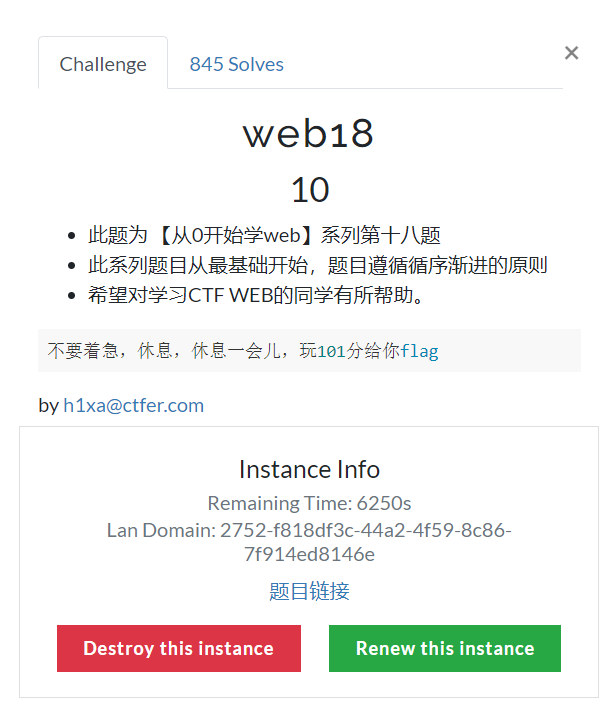 Challenge
845 Solves
×
web18
10
此题为 【从0开始学web】系列第十八题
此系列题目从最基础开始，题目遵循循序渐进的原则
希望对学习CTF WEB的同学有所帮助。
不要着急，休息，休息一会儿，玩101分给你flag
by h1xa@ctfer.com
Instance Info
Remaining Time: 6250s
Lan Domain: 2752-f818df3c-44a2-4f59-8c86-
7f914ed8146e
题目链接
Destroy this instance
Renew this instance